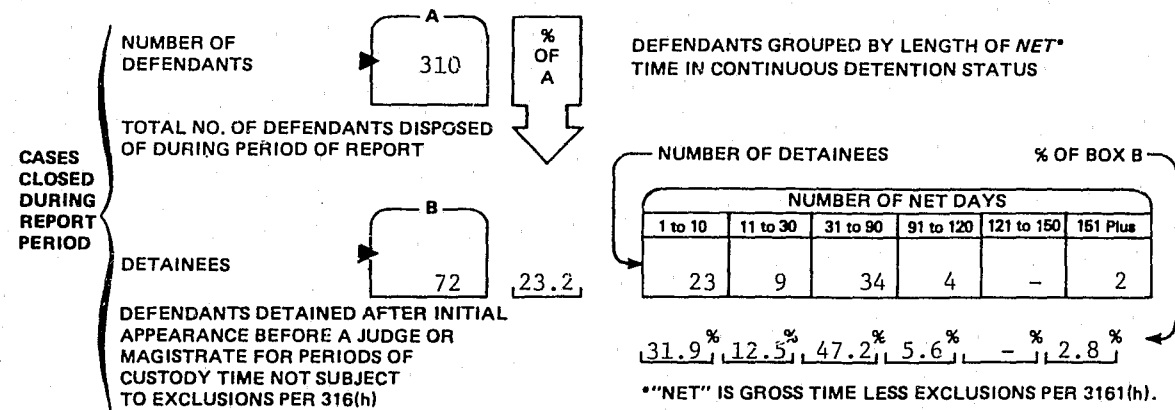 CASES
CLOSED
DURING
REPORT
PERIOD
NUMBER OF
DEFENDANTS
A
310
%
OF
A
TOTAL NO. OF DEFENDANTS DISPOSED
OF DURING PERIOD OF REPORT
B
DETAINEES
72
23.2
DEFENDANTS DETAINED AFTER INITIAL
APPEARANCE BEFORE A JUDGE OR
MAGISTRATE FOR PERIODS OF
CUSTODY TIME NOT SUBJECT
TO EXCLUSIONS PER 316(h)
DEFENDANTS GROUPED BY LENGTH OF NET*
TIME IN CONTINUOUS DETENTION STATUS
NUMBER OF DETAINEES % OF BOX B
NUMBER OF NET DAYS
1 to 10 11 to 30 31 to 90 91 to 120 121 to 150 151 Plus
23 9 34 4 - 2
31.9% 12.5% 47.2% 5.6% -% 2.8%
*"NET" IS GROSS TIME LESS EXCLUSIONS PER 3161(h).